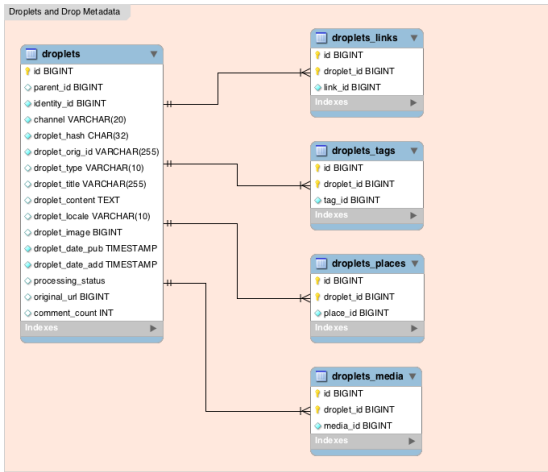 Droplets and Drop Metadata
droplets
id BIGINT
parent_id BIGINT
identity_id BIGINT
channel VARCHAR(20)
droplet_hash CHAR(32)
droplet_orig_id VARCHAR(255)
droplet_type VARCHAR(10)
droplet_title VARCHAR(255)
droplet_content TEXT
droplet_locale VARCHAR(10)
droplet_image BIGINT
droplet_date_pub TIMESTAMP
droplet_date_add TIMESTAMP
processing_status
original_url BIGINT
comment_count INT
Indexes
droplets_links
id BIGINT
droplet_id BIGINT
link_id BIGINT
Indexes
droplets_tags
id BIGINT
droplet_id BIGINT
tag_id BIGINT
Indexes
droplets_places
id BIGINT
droplet_id BIGINT
place_id BIGINT
Indexes
droplets_media
id BIGINT
droplet_id BIGINT
media_id BIGINT
Indexes